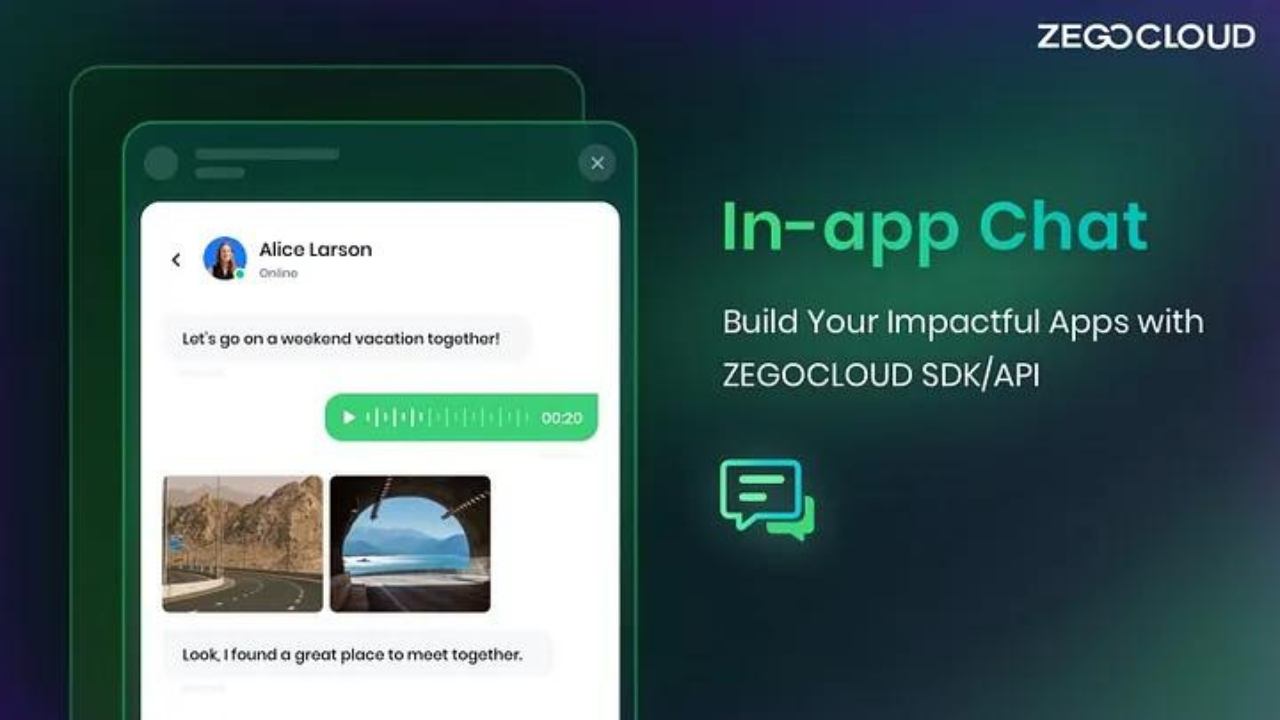 ZEGOCLOUD
Alice Larson
Online
Let's go on a weekend vacation together!
00:20
Look, I found a great place to meet together.
In-app Chat
Build Your Impactful Apps with
ZEGOCLOUD SDK/API